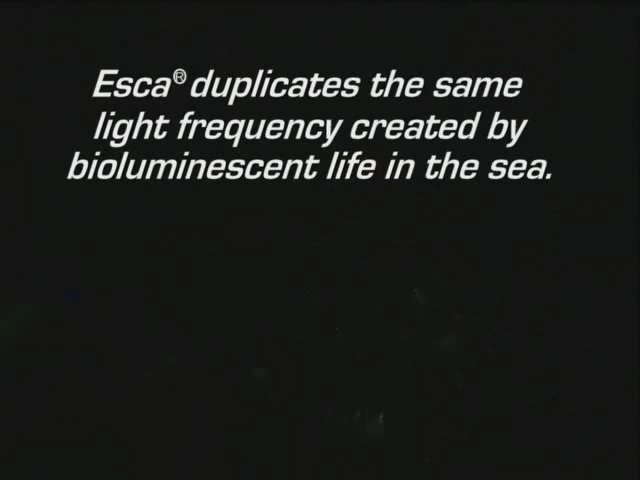 Esca® duplicates the same
light frequency created by
bioluminescent life in the sea.